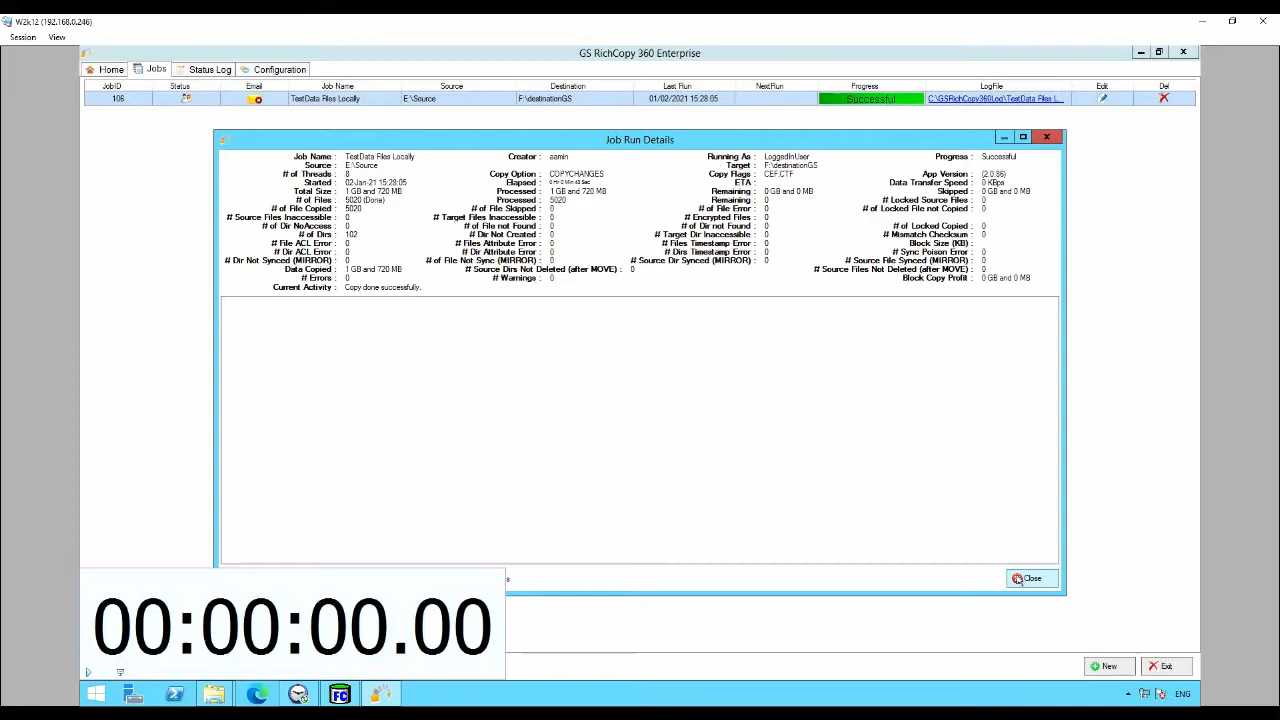 W2k12 (192.168.0.246)
Session View
GS RichCopy 360 Enterprise
Home Jobs Status Log Configuration
JobID Status Email Job Name Source Destination Last Run NextRun Progress LogFile Edit Del
106 TestData Files Locally E:\Source F:\destinationGS 01/02/2021 15:28:05 Successful C:\GSRichCopy360Log\TestData Files L...
Job Run Details
Job Name : TestData Files Locally Creator : aamin Running As : LoggedInUser Progress : Successful
Source : E:\Source Target : F:\destinationGS
# of Threads : 8 Copy Option : COPYCHANGES Copy Flags : CEF.CTF App Version : (2.0.86)
Started : 02-Jan-21 15:28:05 Elapsed : 0 Hr 0 Min 43 Sec ETA : Data Transfer Speed : 0 KBps
Total Size : 1 GB and 720 MB Processed : 1 GB and 720 MB Remaining : 0 GB and 0 MB Skipped : 0 GB and 0 MB
# of Files : 5020 (Done) Processed : 5020 Remaining : 0 # Locked Source Files : 0
# of File Copied : 5020 # of File Skipped : 0 # of File Error : 0 # of Locked File not Copied : 0
# Source Files Inaccessible : 0 # Target Files Inaccessible : 0 # Encrypted Files : 0
# of Dir NoAccess : 0 # of File not Found : 0 # of Dir not Found : 0 # of Locked Copied : 0
# of Dirs : 102 # Dir Not Created : 0 # Target Dir Inaccessible : 0 # Mismatch Checksum : 0
# File ACL Error : 0 # Files Attribute Error : 0 # Files Timestamp Error : 0 Block Size (KB) :
# Dir ACL Error : 0 # Dir Attribute Error : 0 # Dirs Timestamp Error : 0 # Sync Poison Error : 0
# Dir Not Synced (MIRROR) : 0 # of File Not Sync (MIRROR) : 0 # Source Dir Synced (MIRROR) : 0 # Source File Synced (MIRROR) : 0
Data Copied : 1 GB and 720 MB # Source Dirs Not Deleted (after MOVE) : 0 # Source Files Not Deleted (after MOVE) : 0
# Errors : 0 # Warnings : 0 Block Copy Profit : 0 GB and 0 MB
Current Activity : Copy done successfully.
Close
00:00:00.00
New Exit
FC ENG